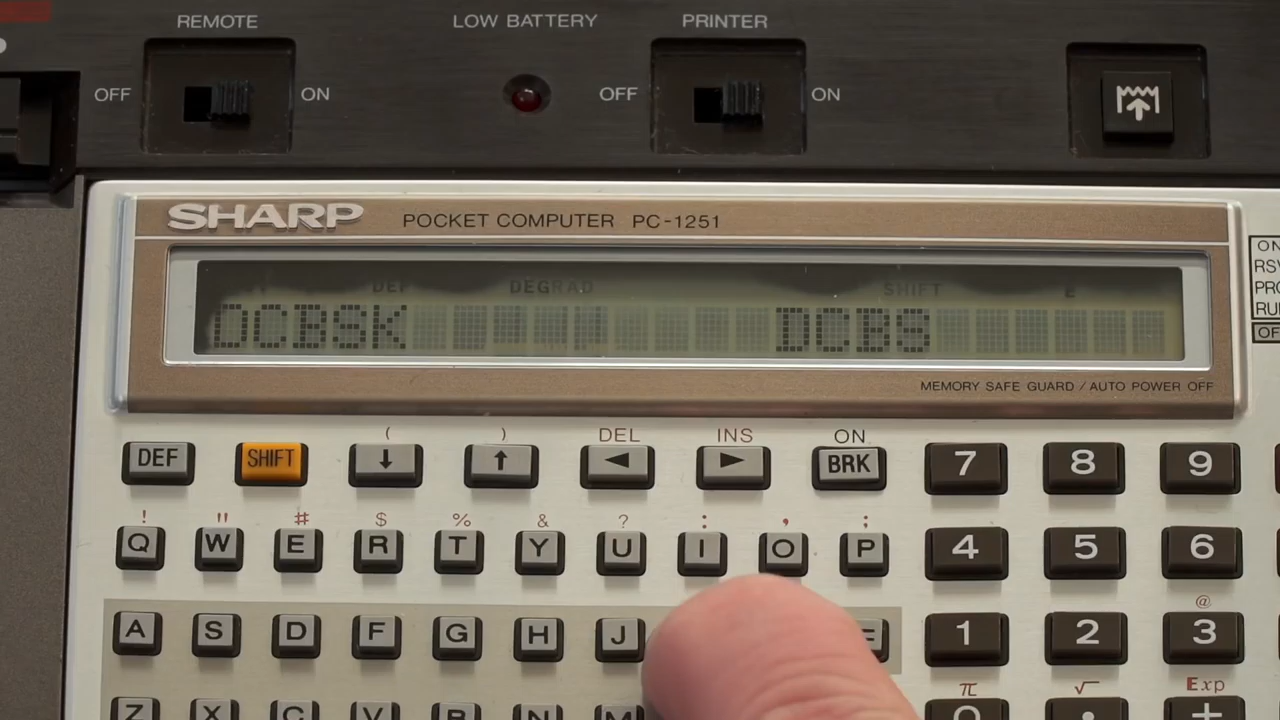 REMOTE LOW BATTERY PRINTER
OFF ON OFF ON
SHARP POCKET COMPUTER PC-1251
DEF DEGRAD SHIFT E
DCBSK DCBS
MEMORY SAFE GUARD / AUTO POWER OFF
( ) DEL INS ON
DEF SHIFT ↓ ↑ ◄ ► BRK 7 8 9
! " # $ % & ? : , ;
Q W E R T Y U I O P 4 5 6
@
A S D F G H J = 1 2 3
π √ Exp
Z X C V B N M 0 • +